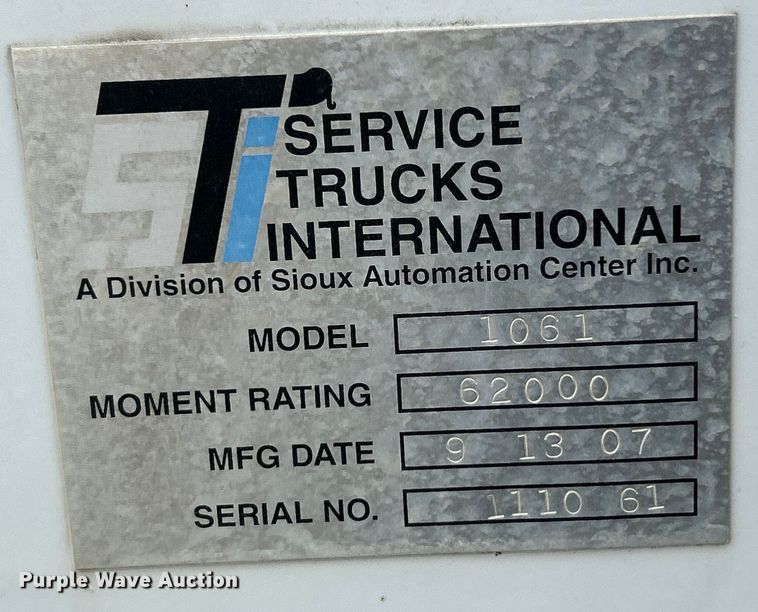 STi
SERVICE
TRUCKS
INTERNATIONAL
A Division of Sioux Automation Center Inc.
MODEL 1061
MOMENT RATING 62000
MFG DATE 9 13 07
SERIAL NO. 1110 61
Purple Wave Auction